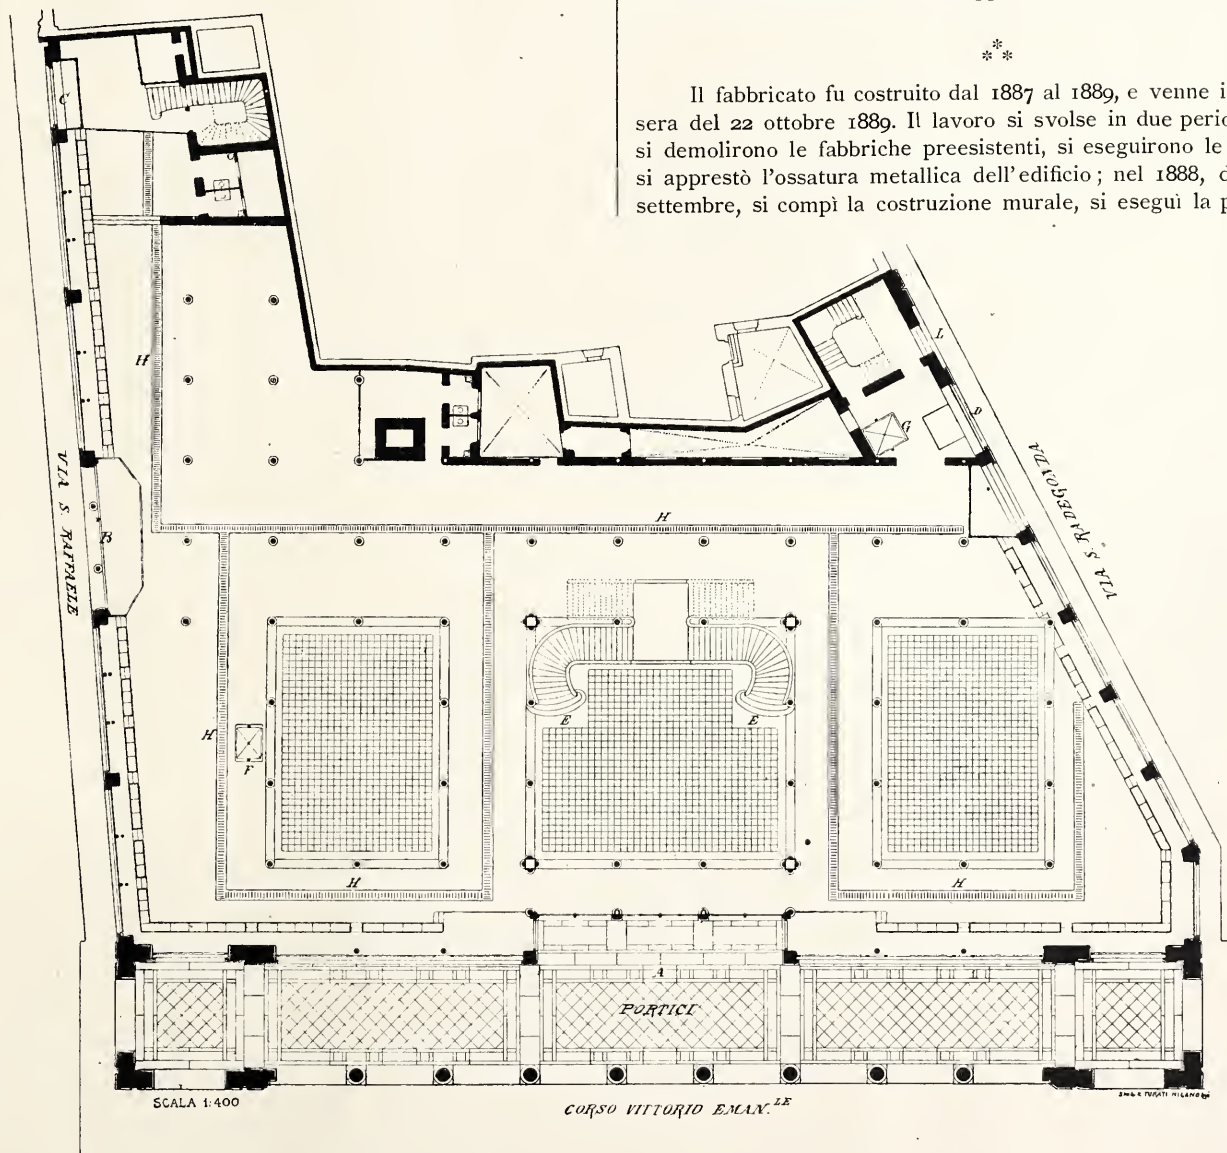 Il fabbricato fu costruito dal 1887 al 1889, e venne i
sera del 22 ottobre 1889. Il lavoro si svolse in due perio
si demolirono le fabbriche preesistenti, si eseguirono le
si apprestò l'ossatura metallica dell'edificio; nel 1888, d
settembre, si compì la costruzione murale, si eseguì la p
C
G
L
H
D
G
VIA S. RADEGONDA
VIA S. RAFFAELE
B
H
E
E
H
F
H
H
A
PORTICI
SCALA 1:400
CORSO VITTORIO EMAN.LE
TURATI MILANO